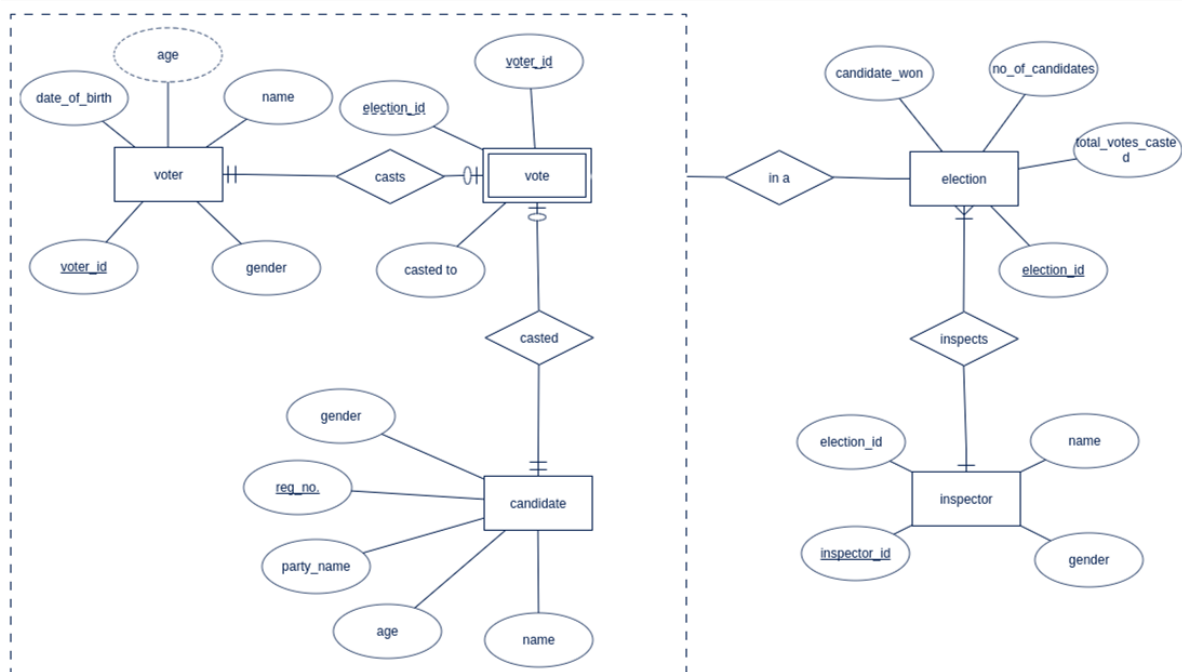 age
voter_id
candidate_won
no_of_candidates
date_of_birth
name
election_id
total_votes_caste
d
voter
casts
vote
in a
election
voter_id
gender
casted to
election_id
casted
inspects
gender
election_id
name
reg_no.
candidate
inspector
party_name
inspector_id
gender
age
name